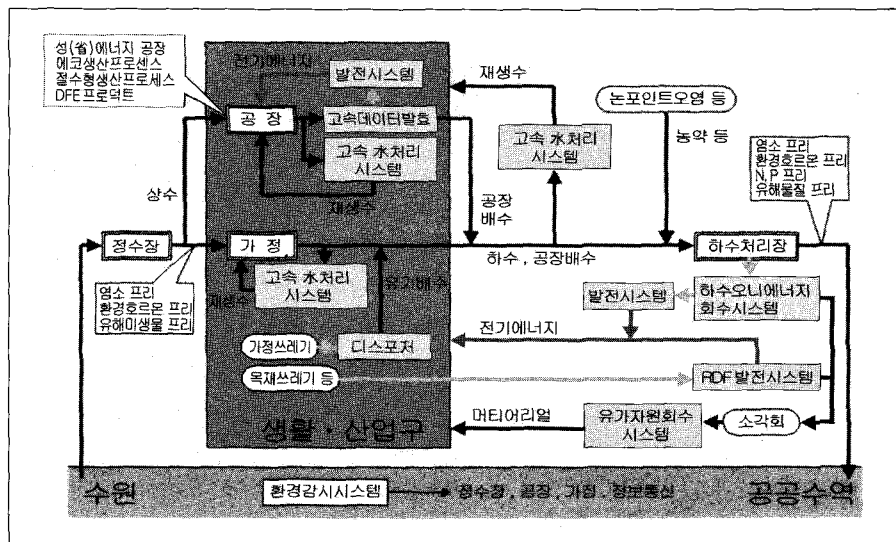 성(省)에너지 공장
에코생산프로센스
절수형생산프로세스
DFE프로덕트
전기에너지
발전시스템
재생수
논포인트오염 등
공 장
고속데이터발효
고속 水처리
시스템
고속 水처리
시스템
농약 등
염소 프리
환경호르몬 프리
N, P 프리
유해물질 프리
상수
재생수
공장
배수
정수장
가 정
하수, 공장배수
하수처리장
고속 水처리
시스템
재생수
유기배수
염소 프리
환경호르몬 프리
유해미생물 프리
발전시스템
하수오니에너지
회수시스템
전기에너지
가정쓰레기
디스포저
목재쓰레기 등
RDF발전시스템
머티어리얼
유가자원회수
시스템
소각회
생활·산업구
수원
환경감시시스템
정수장, 공장, 가정, 정보통신
공공수역